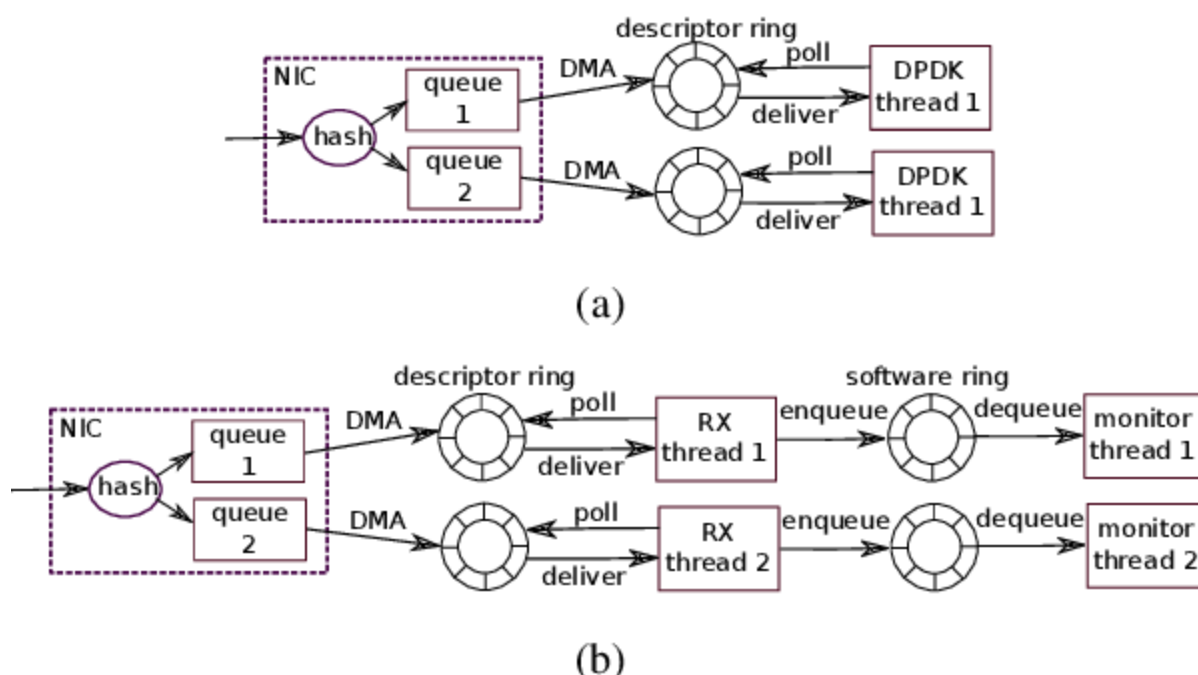 descriptor ring
NIC
hash
queue
1
queue
2
DMA
DMA
poll
deliver
poll
deliver
DPDK
thread 1
DPDK
thread 1
(a)
descriptor ring
software ring
NIC
hash
queue
1
queue
2
DMA
DMA
poll
deliver
poll
deliver
RX
thread 1
RX
thread 2
enqueue
enqueue
dequeue
dequeue
monitor
thread 1
monitor
thread 2
(b)